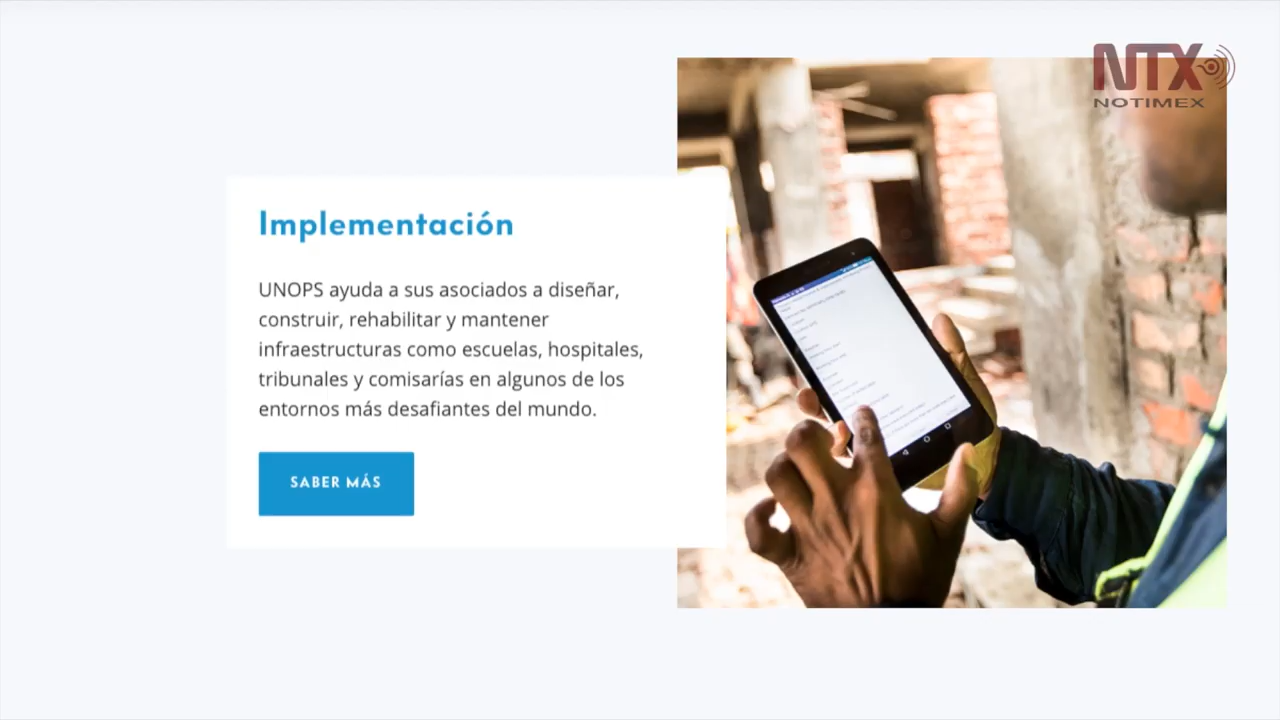 NTX
NOTIMEX
Implementación
UNOPS ayuda a sus asociados a diseñar,
construir, rehabilitar y mantener
infraestructuras como escuelas, hospitales,
tribunales y comisarías en algunos de los
entornos más desafiantes del mundo.
SABER MÁS